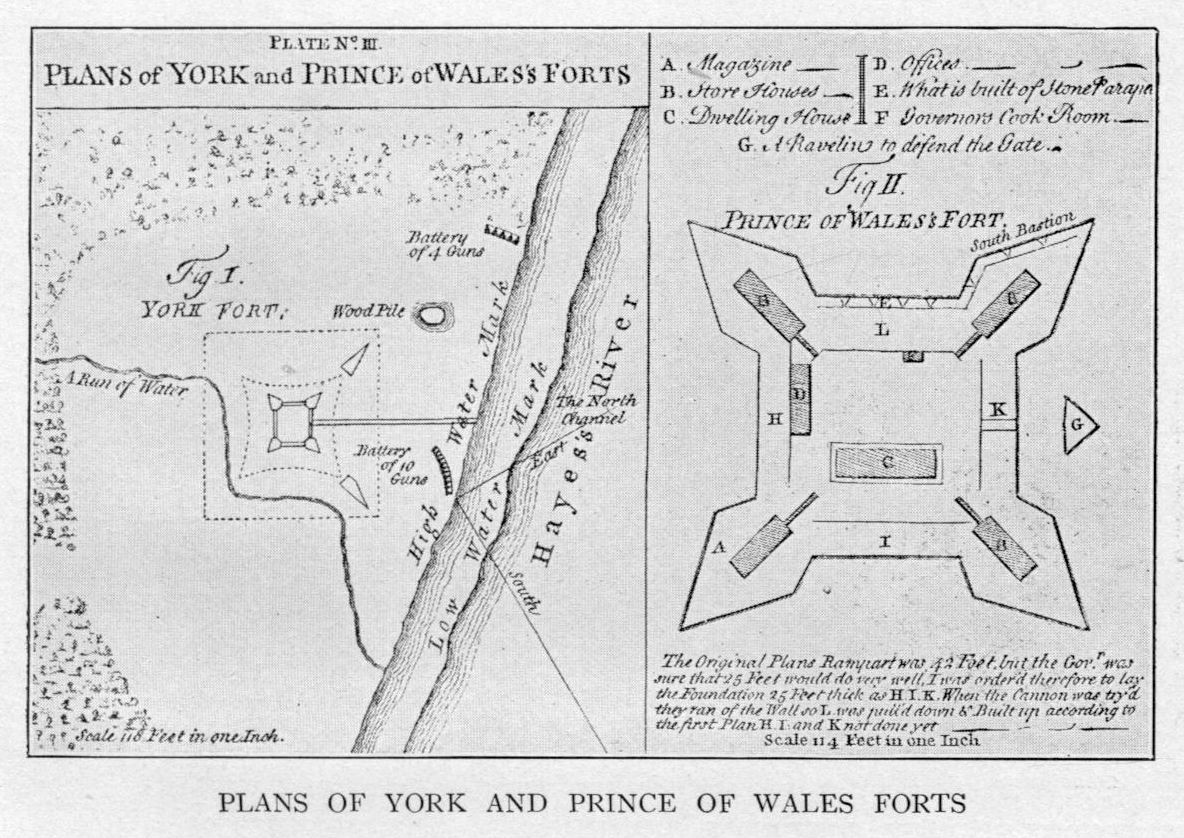 PLATE Nº. III.
PLANS of YORK and PRINCE of WALES's FORTS
Fig I.
YORK FORT;
Battery
of 4 Guns
Wood Pile
A Run of Water
Battery
of 10
Guns
High Water Mark
Low Water Mark
The North
Channel
East
South
Hayes's River
Scale 118 Feet in one Inch.
A. Magazine
B. Store Houses
C. Dwelling House
D. Offices
E. What is built of Stone Parapet
F Governors Cook Room
G. A Ravelin to defend the Gate.
Fig II.
PRINCE OF WALES's FORT.
South Bastion
B
E
B
L
F
D
H
K
G
C
A
I
B
The Original Plans Rampart was 42 Feet, but the Govr. was
sure that 25 Feet would do very well, I was order'd therefore to lay
the Foundation 25 Feet thick as H.I.K. When the Cannon was try'd
they ran of the Wall so L. was pull'd down & Built up according to
the first Plan H. I. and K not done yet
Scale 114 Feet in one Inch
PLANS OF YORK AND PRINCE OF WALES FORTS